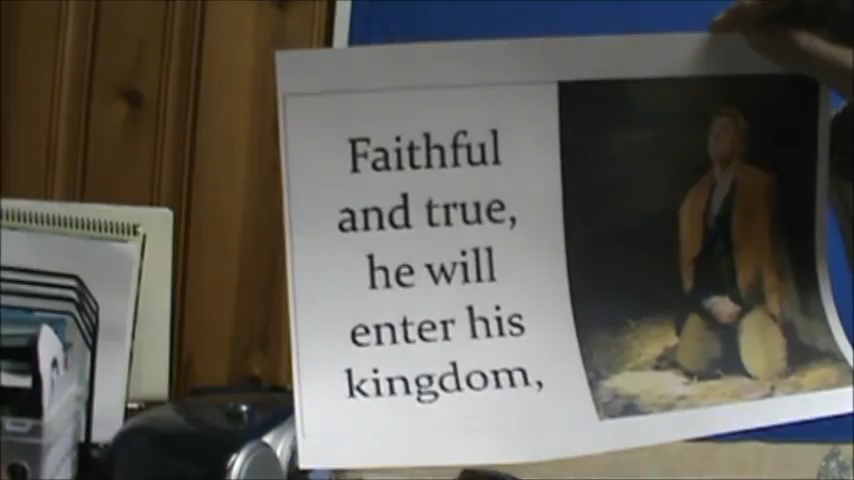 Faithful
and true,
he will
enter his
kingdom,